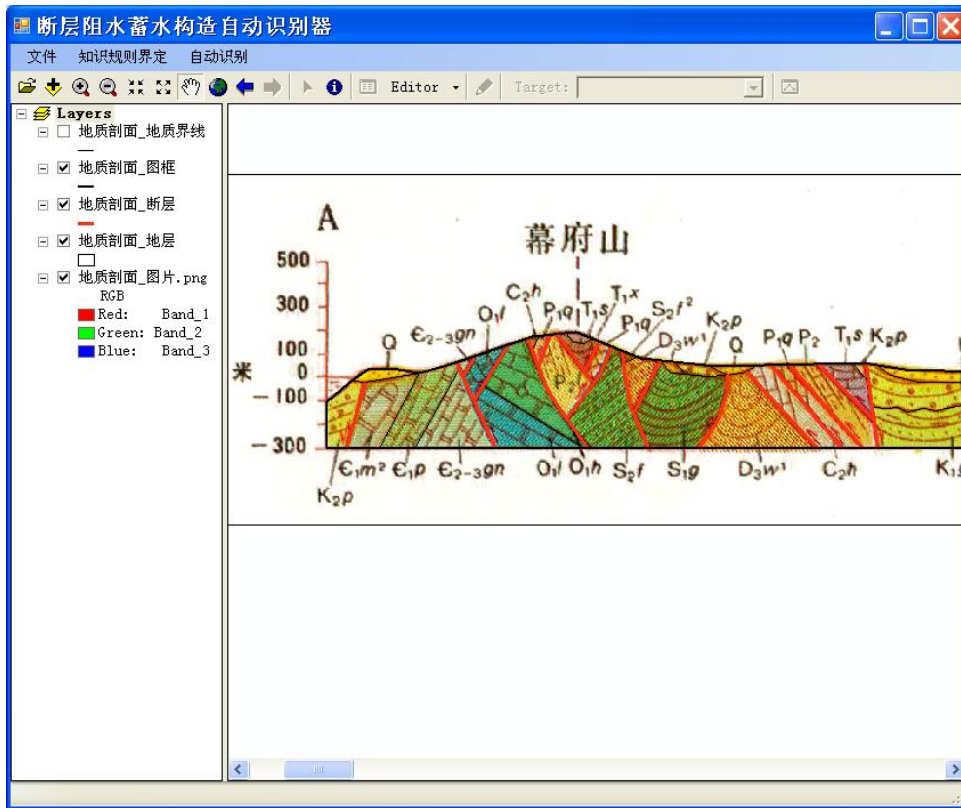 断层阻水蓄水构造自动识别器
文件 知识规则界定 自动识别
Editor Target:
Layers
地质剖面_地质界线
地质剖面_图框
地质剖面_断层
地质剖面_地层
地质剖面_图片.png
RGB
Red: Band_1
Green: Band_2
Blue: Band_3
A
幕府山
500
300
100
米 0
-100
-300
Q Є₂₋₃gn O₁l C₂h P₁q T₁s T₁x P₁q S₂f² D₃w¹ K₂p Q P₁q P₂ T₁s K₂p
Є₁m² Є₁p Є₂₋₃gn O₁l O₁h S₂f S₁g D₃w¹ C₂h
K₂p